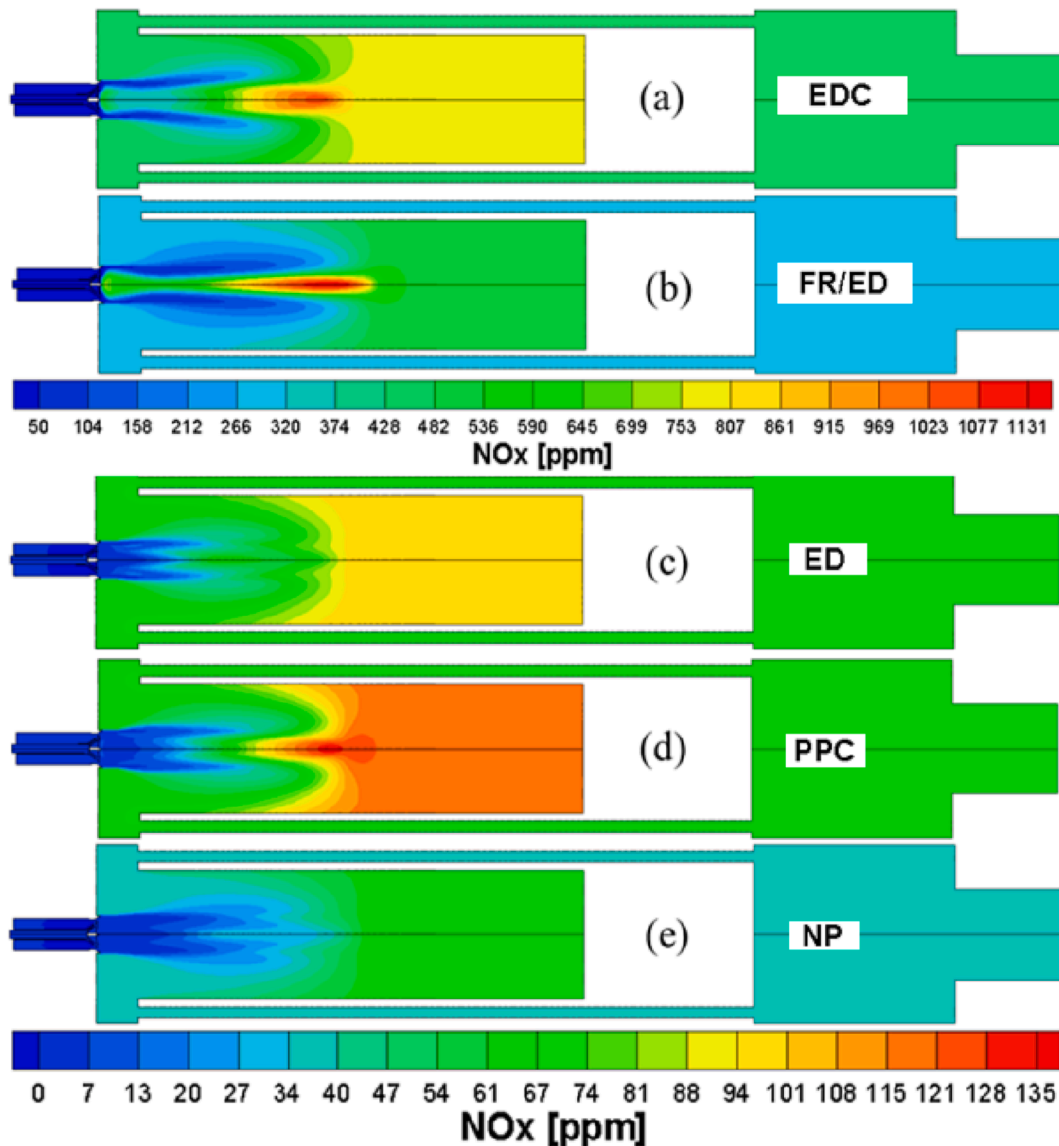 (a) EDC
(b) FR/ED
50 104 158 212 266 320 374 428 482 536 590 645 699 753 807 861 915 969 1023 1077 1131
NOx [ppm]
(c) ED
(d) PPC
(e) NP
0 7 13 20 27 34 40 47 54 61 67 74 81 88 94 101 108 115 121 128 135
NOx [ppm]